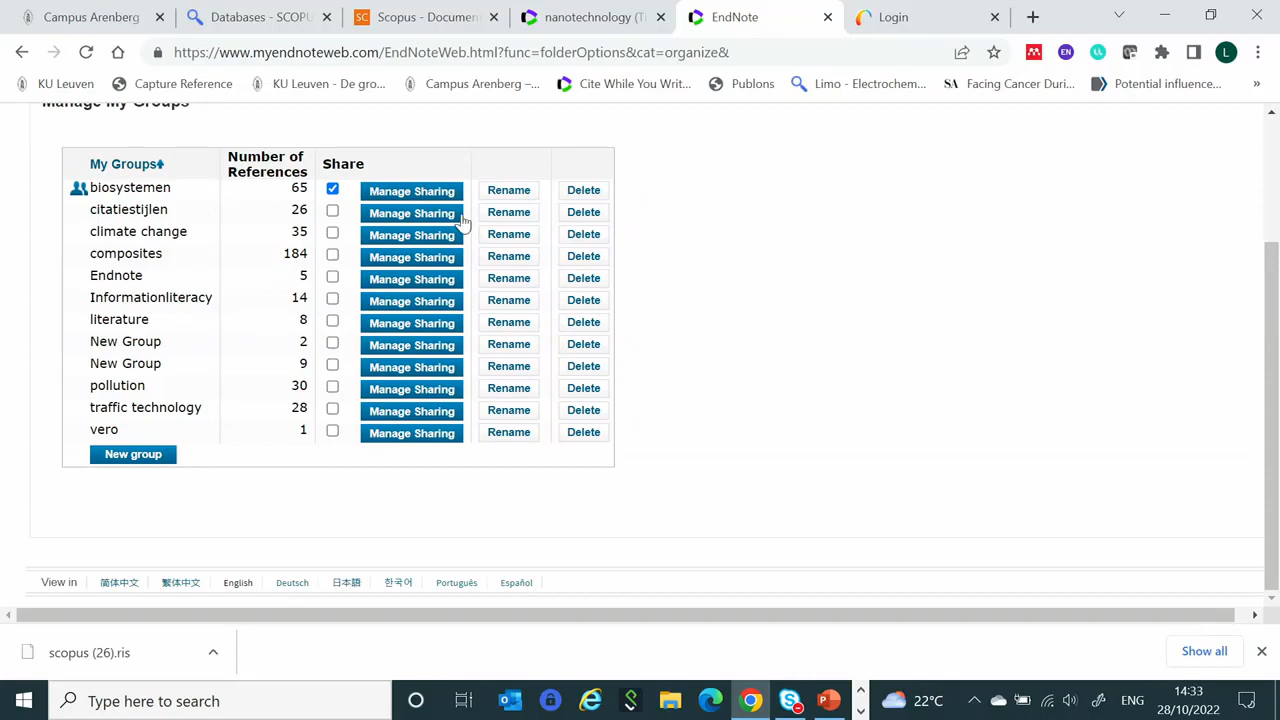 Campus Arenberg
Databases - SCOPU
Scopus - Documen
nanotechnology (Ti
EndNote
Login
https://www.myendnoteweb.com/EndNoteWeb.html?func=folderOptions&cat=organize&
EN
L
KU Leuven
Capture Reference
KU Leuven - De gro...
Campus Arenberg –...
Cite While You Writ...
Publons
Limo - Electrochem...
SA
Facing Cancer Durin...
Potential influence...
»
Manage My Groups
My Groups
Number of
References
Share
biosystemen 65 Manage Sharing Rename Delete
citatiestijlen 26 Manage Sharing Rename Delete
climate change 35 Manage Sharing Rename Delete
composites 184 Manage Sharing Rename Delete
Endnote 5 Manage Sharing Rename Delete
Informationliteracy 14 Manage Sharing Rename Delete
literature 8 Manage Sharing Rename Delete
New Group 2 Manage Sharing Rename Delete
New Group 9 Manage Sharing Rename Delete
pollution 30 Manage Sharing Rename Delete
traffic technology 28 Manage Sharing Rename Delete
vero 1 Manage Sharing Rename Delete
New group
View in 简体中文 繁体中文 English Deutsch 日本語 한국어 Português Español
scopus (26).ris
Show all
Type here to search
22°C
ENG
14:33
28/10/2022